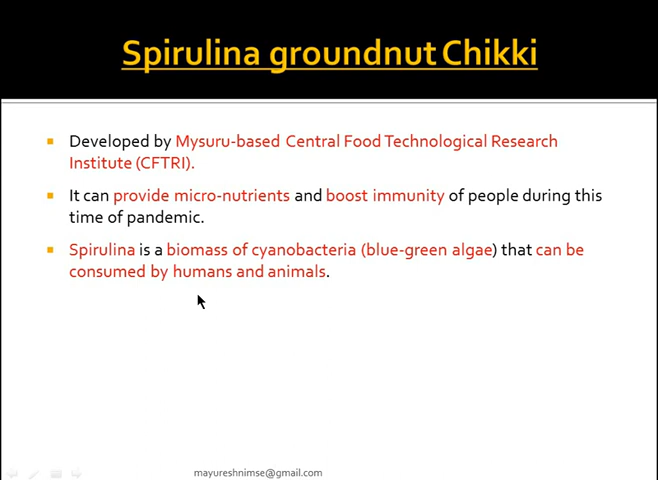 Spirulina groundnut Chikki
Developed by Mysuru-based Central Food Technological Research
Institute (CFTRI).
It can provide micro-nutrients and boost immunity of people during this
time of pandemic.
Spirulina is a biomass of cyanobacteria (blue-green algae) that can be
consumed by humans and animals.
mayureshnimse@gmail.com